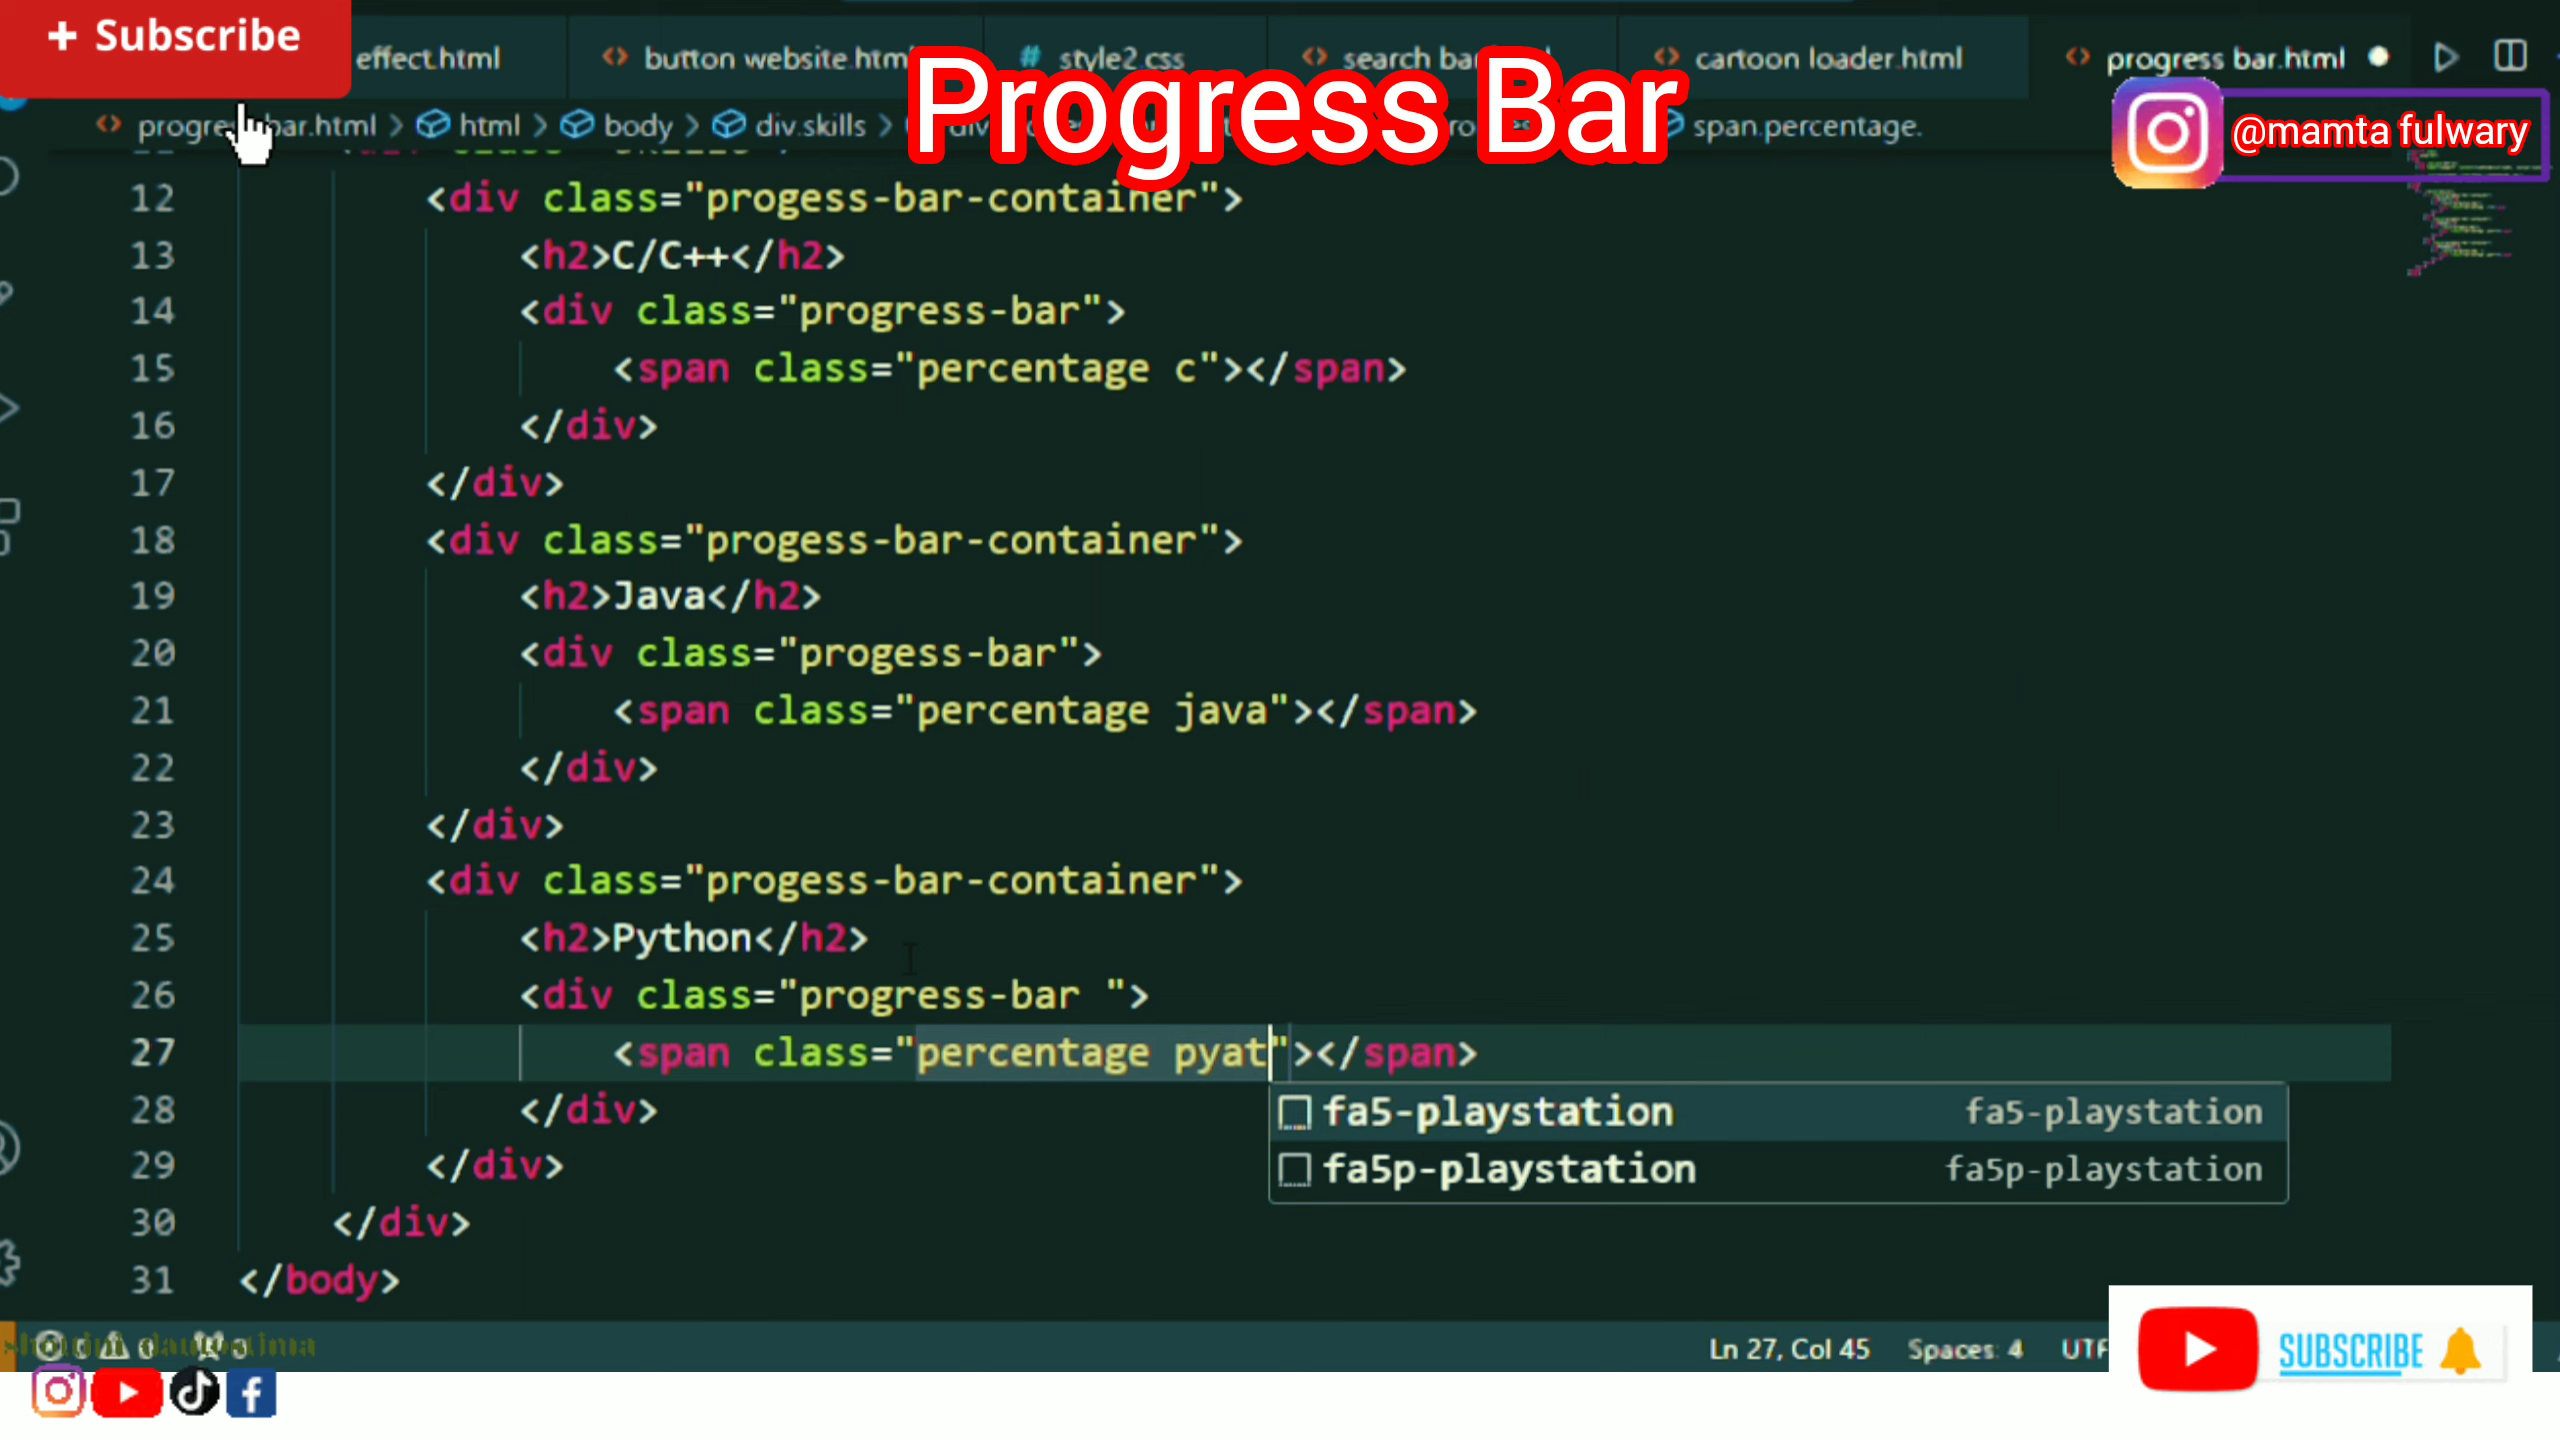 + Subscribe
effect.html
button website.htm
style2.css
search ba
cartoon loader.html
progress bar.html
Progress Bar
@mamta fulwary
bar.html > html > body > div.skills > div
span.percentage.
12 <div class="progess-bar-container">
13 <h2>C/C++</h2>
14 <div class="progress-bar">
15 <span class="percentage c"></span>
16 </div>
17 </div>
18 <div class="progess-bar-container">
19 <h2>Java</h2>
20 <div class="progess-bar">
21 <span class="percentage java"></span>
22 </div>
23 </div>
24 <div class="progess-bar-container">
25 <h2>Python</h2>
26 <div class="progress-bar ">
27 <span class="percentage pyat"></span>
fa5-playstation fa5-playstation
28 </div>
fa5p-playstation fa5p-playstation
29 </div>
30 </div>
31 </body>
Ln 27, Col 45 Spaces: 4 UTF
SUBSCRIBE